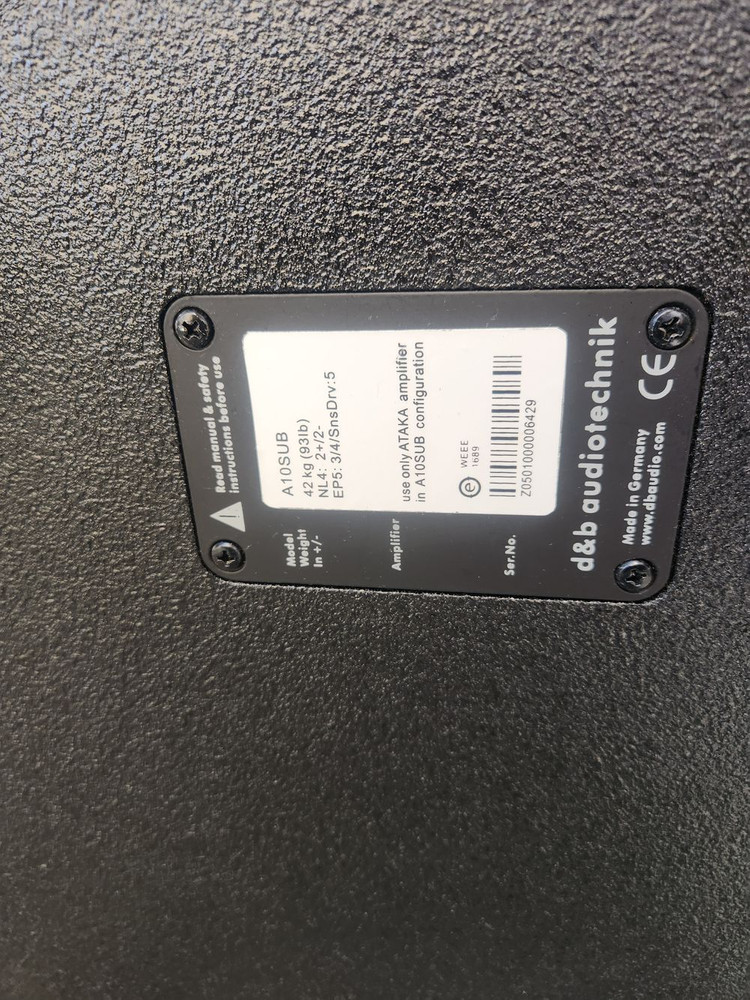 Read manual & safety
instructions before use
Model A10SUB
Weight 42 kg (93lb)
In +/- NL4: 2+/2-
EP5: 3/4/SnsDrv:5
Amplifier use only ATAKA amplifier
in A10SUB configuration
e WEEE
1689
Ser.No. Z0501000006429
d&b audiotechnik
Made in Germany
www.dbaudio.com
CE